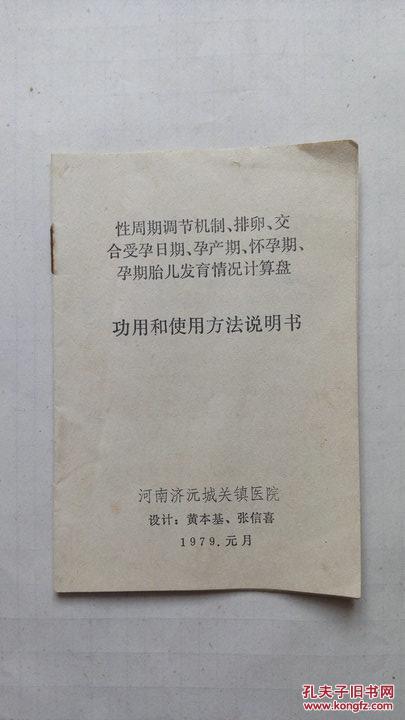 性周期调节机制、排卵、交
合受孕日期、孕产期、怀孕期、
孕期胎儿发育情况计算盘
功用和使用方法说明书
河南济沅城关镇医院
设计：黄本基、张信喜
1979.元月
孔夫子旧书网
www.kongfz.com